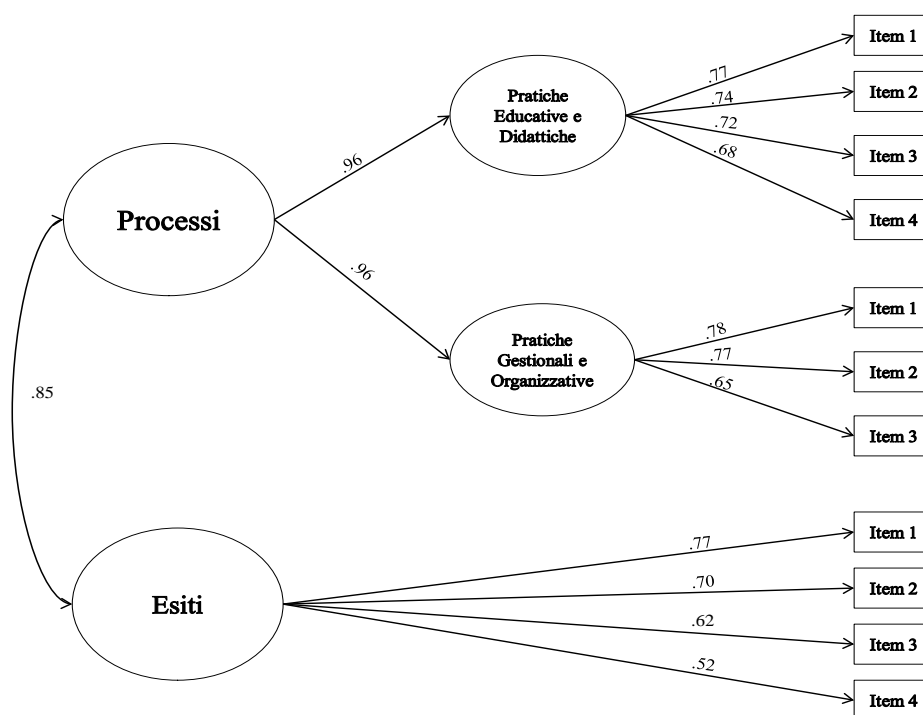 Item 1
.77
Pratiche
Educative e
Didattiche
.74
Item 2
.72
Item 3
.68
.96
Item 4
Processi
.96
Item 1
.78
Pratiche
Gestionali e
Organizzative
.77
Item 2
.65
.85
Item 3
Item 1
.77
.70
Item 2
Esiti
.62
Item 3
.52
Item 4